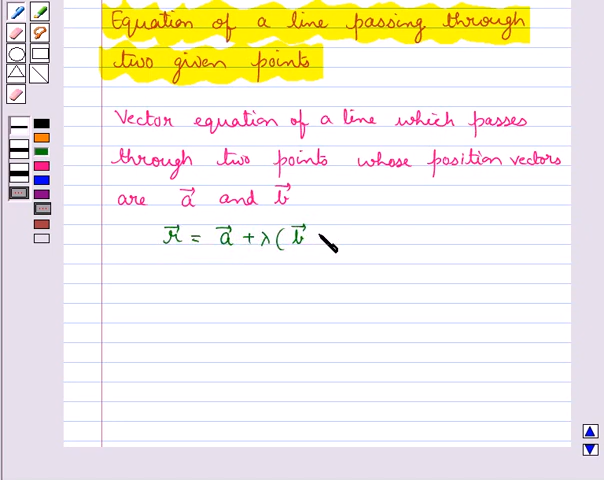 Equation of a line passing through
two given points
Vector equation of a line which passes
through two points whose position vectors
are a⃗ and b⃗
r⃗ = a⃗ + λ( b⃗